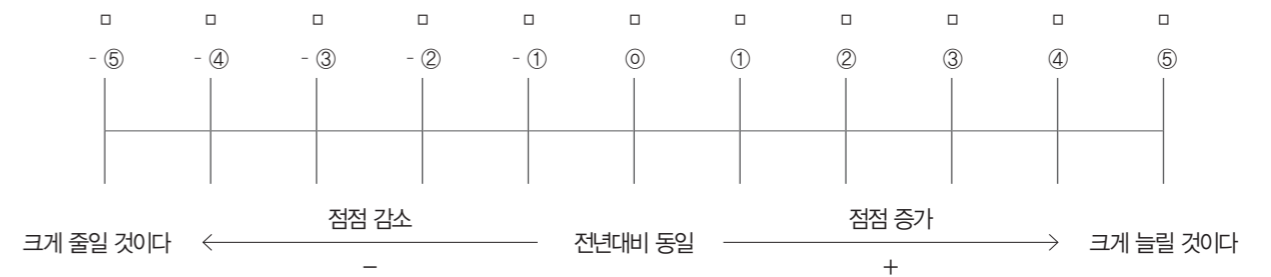 □ □ □ □ □ □ □ □ □ □ □
- ⑤ - ④ - ③ - ② - ① ⓞ ① ② ③ ④ ⑤
점점 감소 점점 증가
크게 줄일 것이다 전년대비 동일 크게 늘릴 것이다
− +